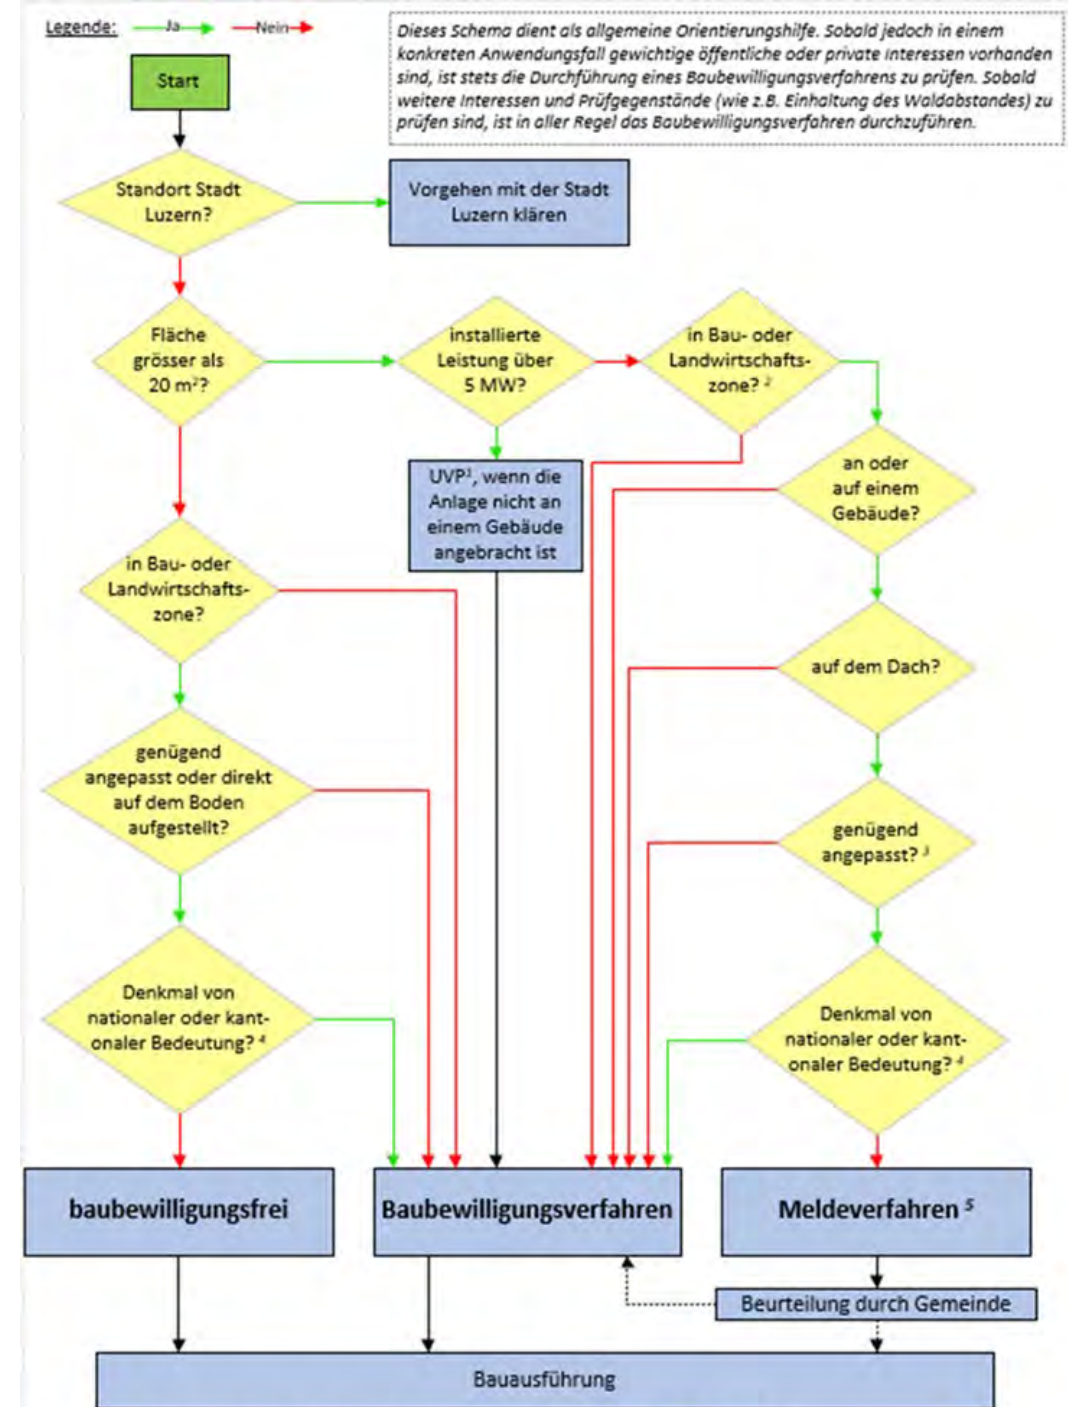 Legende:
Ja
Nein
Dieses Schema dient als allgemeine Orientierungshilfe. Sobald jedoch in einem
konkreten Anwendungsfall gewichtige öffentliche oder private Interessen vorhanden
sind, ist stets die Durchführung eines Baubewilligungsverfahrens zu prüfen. Sobald
weitere Interessen und Prüfgegenstände (wie z.B. Einhaltung des Waldabstandes) zu
prüfen sind, ist in aller Regel das Baubewilligungsverfahren durchzuführen.
Start
Standort Stadt
Luzern?
Vorgehen mit der Stadt
Luzern klären
Fläche
grösser als
20 m²?
installierte
Leistung über
5 MW?
in Bau- oder
Landwirtschafts-
zone? ²
UVP¹, wenn die
Anlage nicht an
einem Gebäude
angebracht ist
an oder
auf einem
Gebäude?
in Bau- oder
Landwirtschafts-
zone?
auf dem Dach?
genügend
angepasst oder direkt
auf dem Boden
aufgestellt?
genügend
angepasst? ³
Denkmal von
nationaler oder kant-
onaler Bedeutung? ⁴
Denkmal von
nationaler oder kant-
onaler Bedeutung? ⁴
baubewilligungsfrei
Baubewilligungsverfahren
Meldeverfahren ⁵
Beurteilung durch Gemeinde
Bauausführung